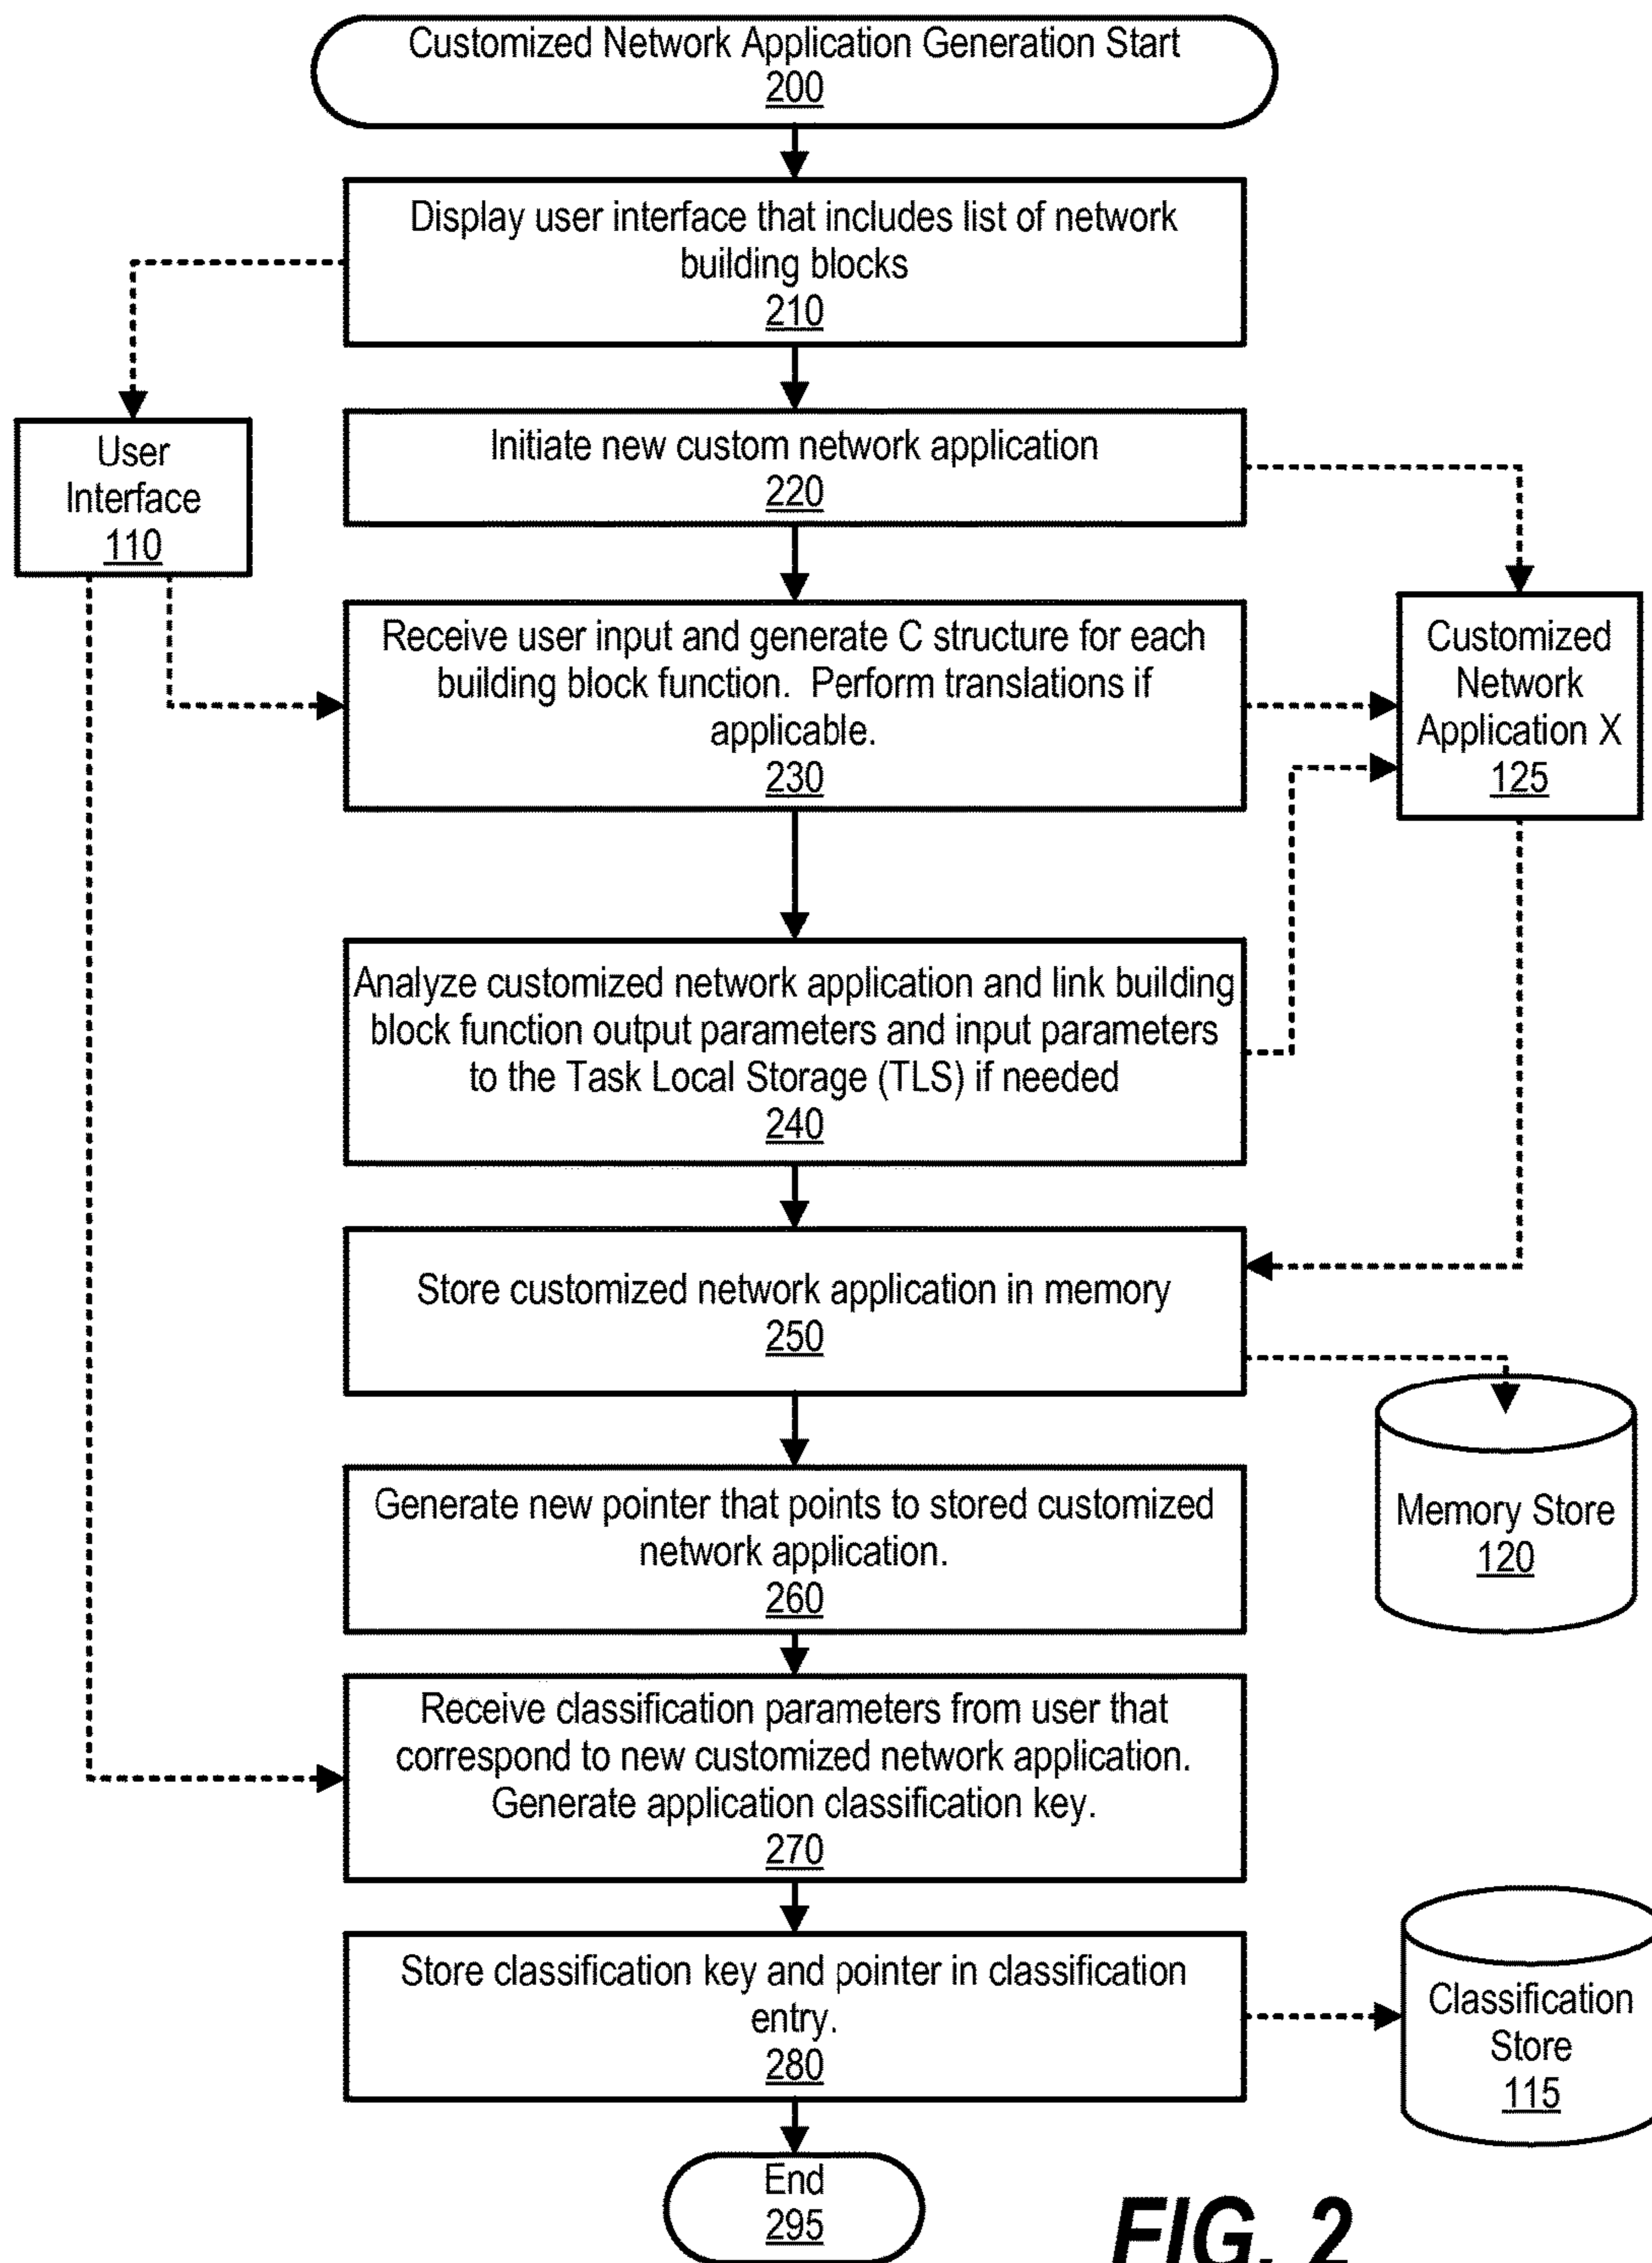 Customized Network Application Generation Start
200
Display user interface that includes list of network
building blocks
210
User
Interface
110
Initiate new custom network application
220
Receive user input and generate C structure for each
building block function. Perform translations if
applicable.
230
Customized
Network
Application X
125
Analyze customized network application and link building
block function output parameters and input parameters
to the Task Local Storage (TLS) if needed
240
Store customized network application in memory
250
Generate new pointer that points to stored customized
network application.
260
Memory Store
120
Receive classification parameters from user that
correspond to new customized network application.
Generate application classification key.
270
Store classification key and pointer in classification
entry.
280
Classification
Store
115
End
295
FIG. 2